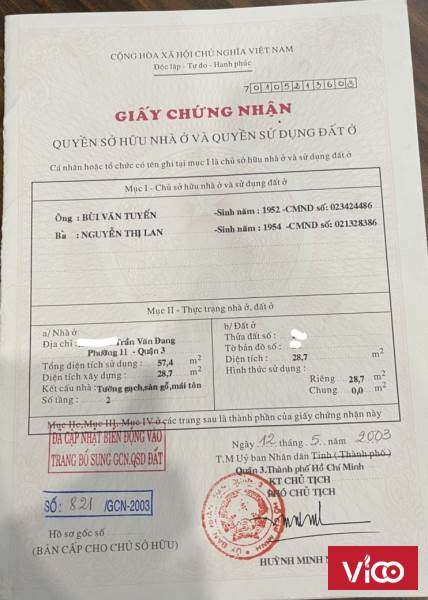 CỘNG HÒA XÃ HỘI CHỦ NGHĨA VIỆT NAM
Độc lập - Tự do - Hạnh phúc
70105213603
GIẤY CHỨNG NHẬN
QUYỀN SỞ HỮU NHÀ Ở VÀ QUYỀN SỬ DỤNG ĐẤT Ở
Cá nhân hoặc tổ chức có tên ghi tại mục I là chủ sở hữu nhà ở và sử dụng đất ở
Mục I - Chủ sở hữu nhà ở và sử dụng đất ở
Ông : BÙI VĂN TUYẾN -Sinh năm : 1952 -CMND số: 023424486
Bà : NGUYỄN THỊ LAN -Sinh năm : 1954 -CMND số: 021328386
Mục II - Thực trạng nhà ở, đất ở
a/ Nhà ở
Địa chỉ : Trần Văn Đang
Phường 11 - Quận 3
Tổng diện tích sử dụng : 57,4 m2
Diện tích xây dựng : 28,7 m2
Kết cấu nhà : Tường gạch,sàn gỗ,mái tôn
Số tầng : 2
b/ Đất ở
Thửa đất số :
Tờ bản đồ số :
Diện tích : 28,7 m2
Hình thức sử dụng :
Riêng 28,7 m2
Chung 0,0 m2
Mục IIc, Mục III, Mục IV ở các trang sau là thành phần của giấy chứng nhận này
ĐÃ CẬP NHẬT BIẾN ĐỘNG VÀO
TRANG BỔ SUNG GCN.QSD ĐẤT
SỐ: 821 /GCN-2003
Hồ sơ gốc số
(BẢN CẤP CHO CHỦ SỞ HỮU)
Ngày 12 tháng 5 năm 2003
T.M Uỷ ban Nhân dân Tỉnh ( Thành phố )
Quận 3.Thành phố Hồ Chí Minh
KT CHỦ TỊCH
PHÓ CHỦ TỊCH
HUỲNH MINH
Vicoo